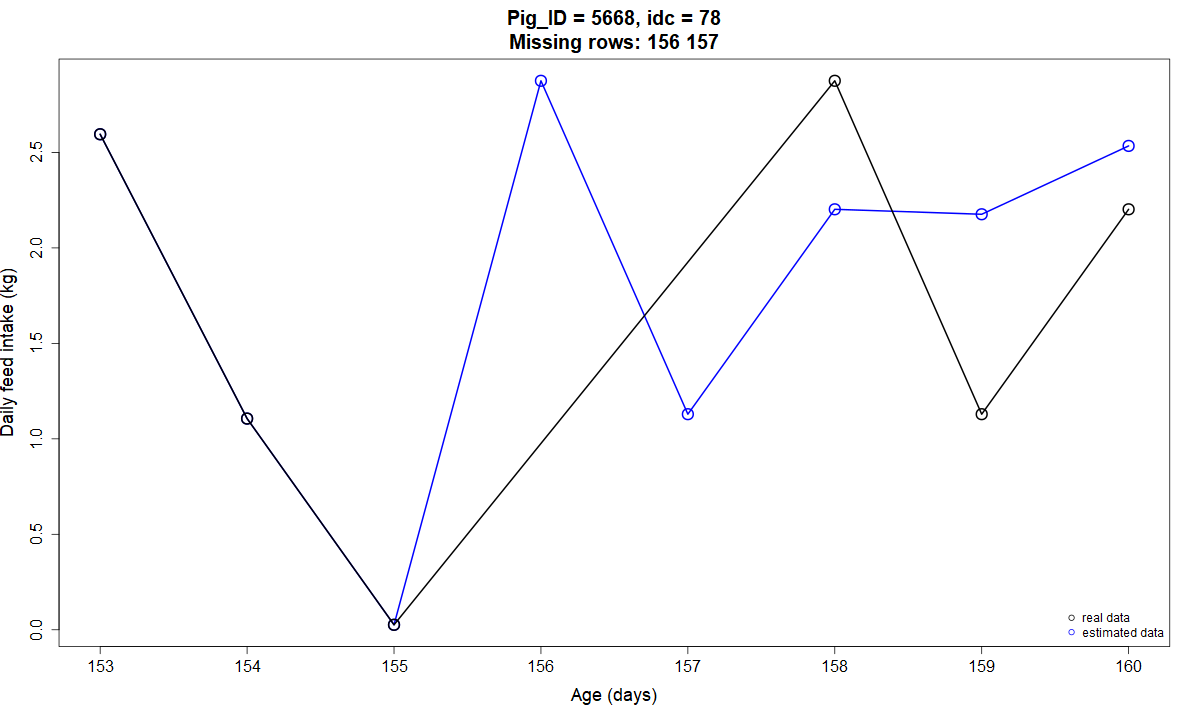 Pig_ID = 5668, idc = 78
Missing rows: 156 157
Daily feed intake (kg)
2.5
2.0
1.5
1.0
0.5
0.0
real data
estimated data
153 154 155 156 157 158 159 160
Age (days)